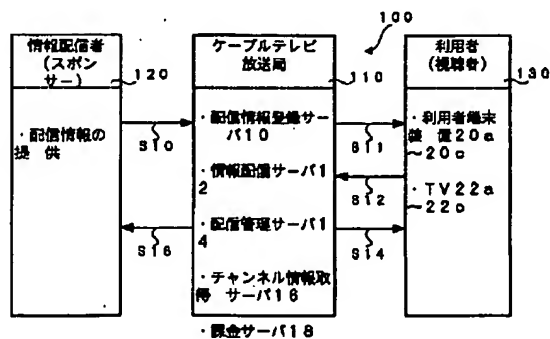 100
情報配信者
(スポン
サー)
120
・配信情報の
提 供
S10
S16
ケーブルテレビ
放送局
110
・配信情報登録サー
バ10
・情報配信サーバ1
2
・配信管理サーバ1
4
・チャンネル情報取
得 サーバ16
・課金サーバ18
S11
S12
S14
利用者
(視聴者)
130
・利用者端末
装 置20a
~20c
・TV22a
~22c